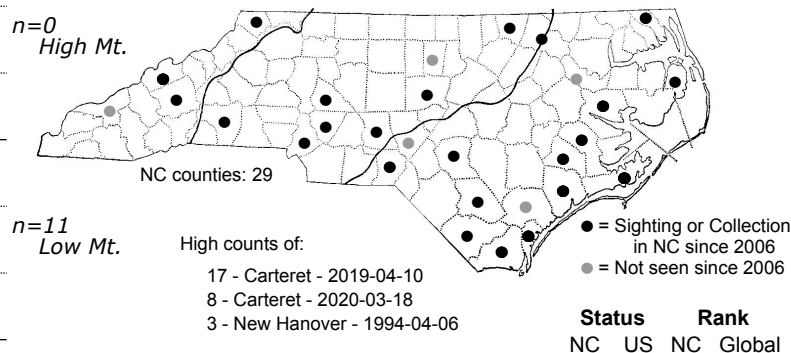 n=0
High Mt.
NC counties: 29
n=11
Low Mt.
High counts of:
17 - Carteret - 2019-04-10
8 - Carteret - 2020-03-18
3 - New Hanover - 1994-04-06
= Sighting or Collection
in NC since 2006
= Not seen since 2006
Status Rank
NC US NC Global